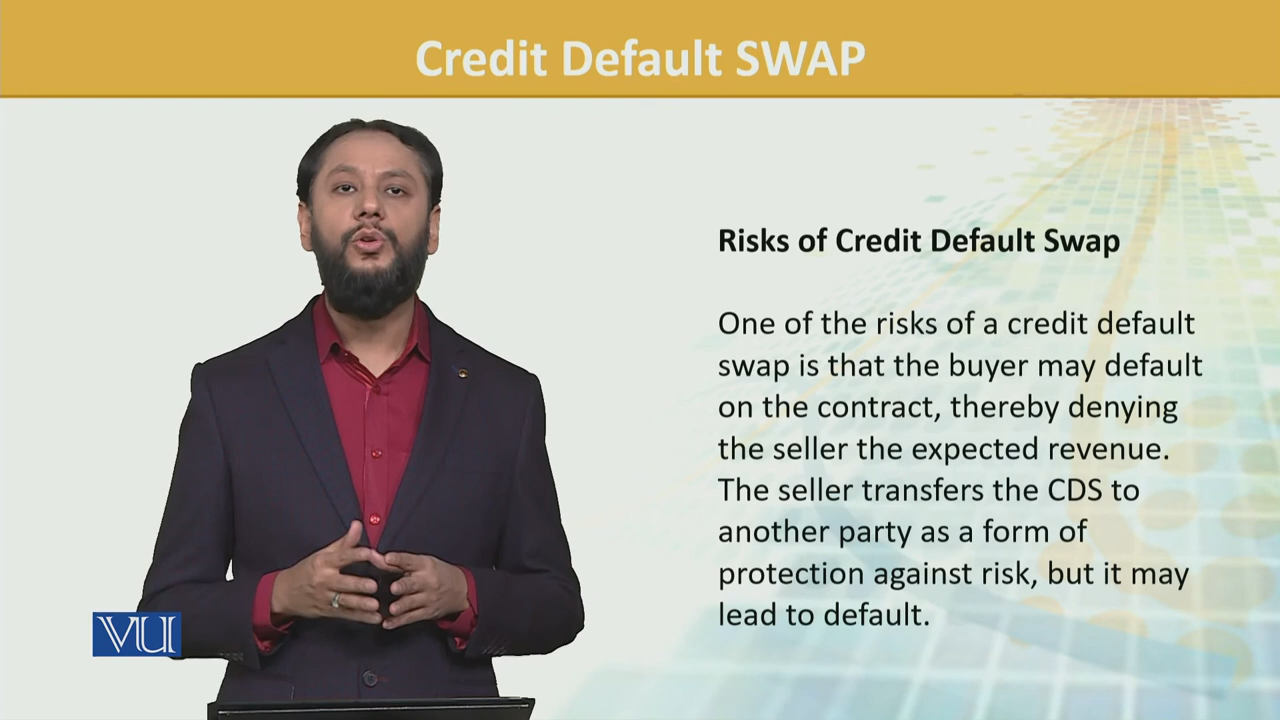 Credit Default SWAP
Risks of Credit Default Swap
One of the risks of a credit default
swap is that the buyer may default
on the contract, thereby denying
the seller the expected revenue.
The seller transfers the CDS to
another party as a form of
protection against risk, but it may
lead to default.
VU